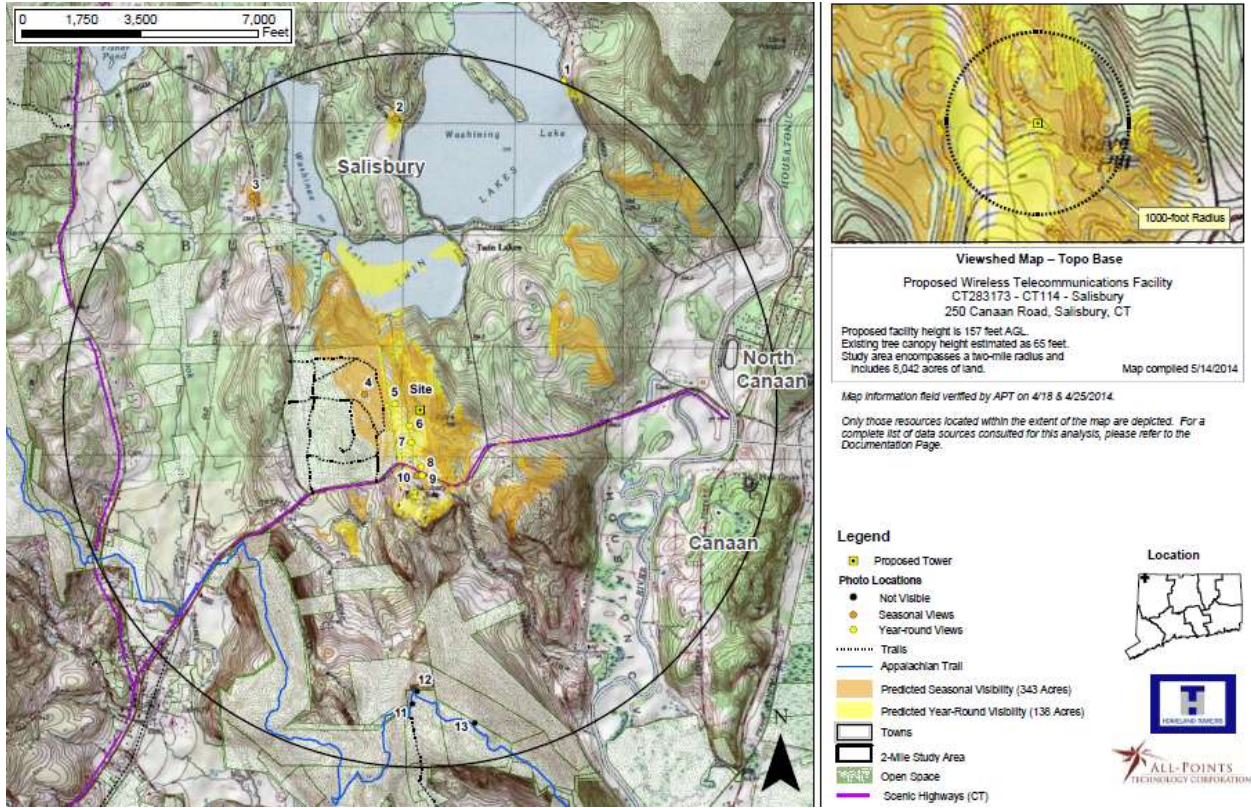 0 1,750 3,500 7,000
Feet
Fisher
Pond
1
2
Washining Lake
Salisbury
Washinee
LAKES
HOUSATONIC
3
Twin Lakes
TWIN
North
Canaan
4
5
Site
6
7
8
10
9
Canaan
HOUSATONIC
RIVER
12
11
13
N
1000-foot Radius
Viewshed Map – Topo Base
Proposed Wireless Telecommunications Facility
CT283173 - CT114 - Salisbury
250 Canaan Road, Salisbury, CT
Proposed facility height is 157 feet AGL.
Existing tree canopy height estimated as 65 feet.
Study area encompasses a two-mile radius and
includes 8,042 acres of land.
Map compiled 5/14/2014
Map information field verified by APT on 4/18 & 4/25/2014.
Only those resources located within the extent of the map are depicted. For a
complete list of data sources consulted for this analysis, please refer to the
Documentation Page.
Legend
Proposed Tower
Photo Locations
Not Visible
Seasonal Views
Year-round Views
Trails
Appalachian Trail
Predicted Seasonal Visibility (343 Acres)
Predicted Year-Round Visibility (138 Acres)
Towns
2-Mile Study Area
Open Space
Scenic Highways (CT)
Location
HOMELAND TOWERS
ALL-POINTS
TECHNOLOGY CORPORATION